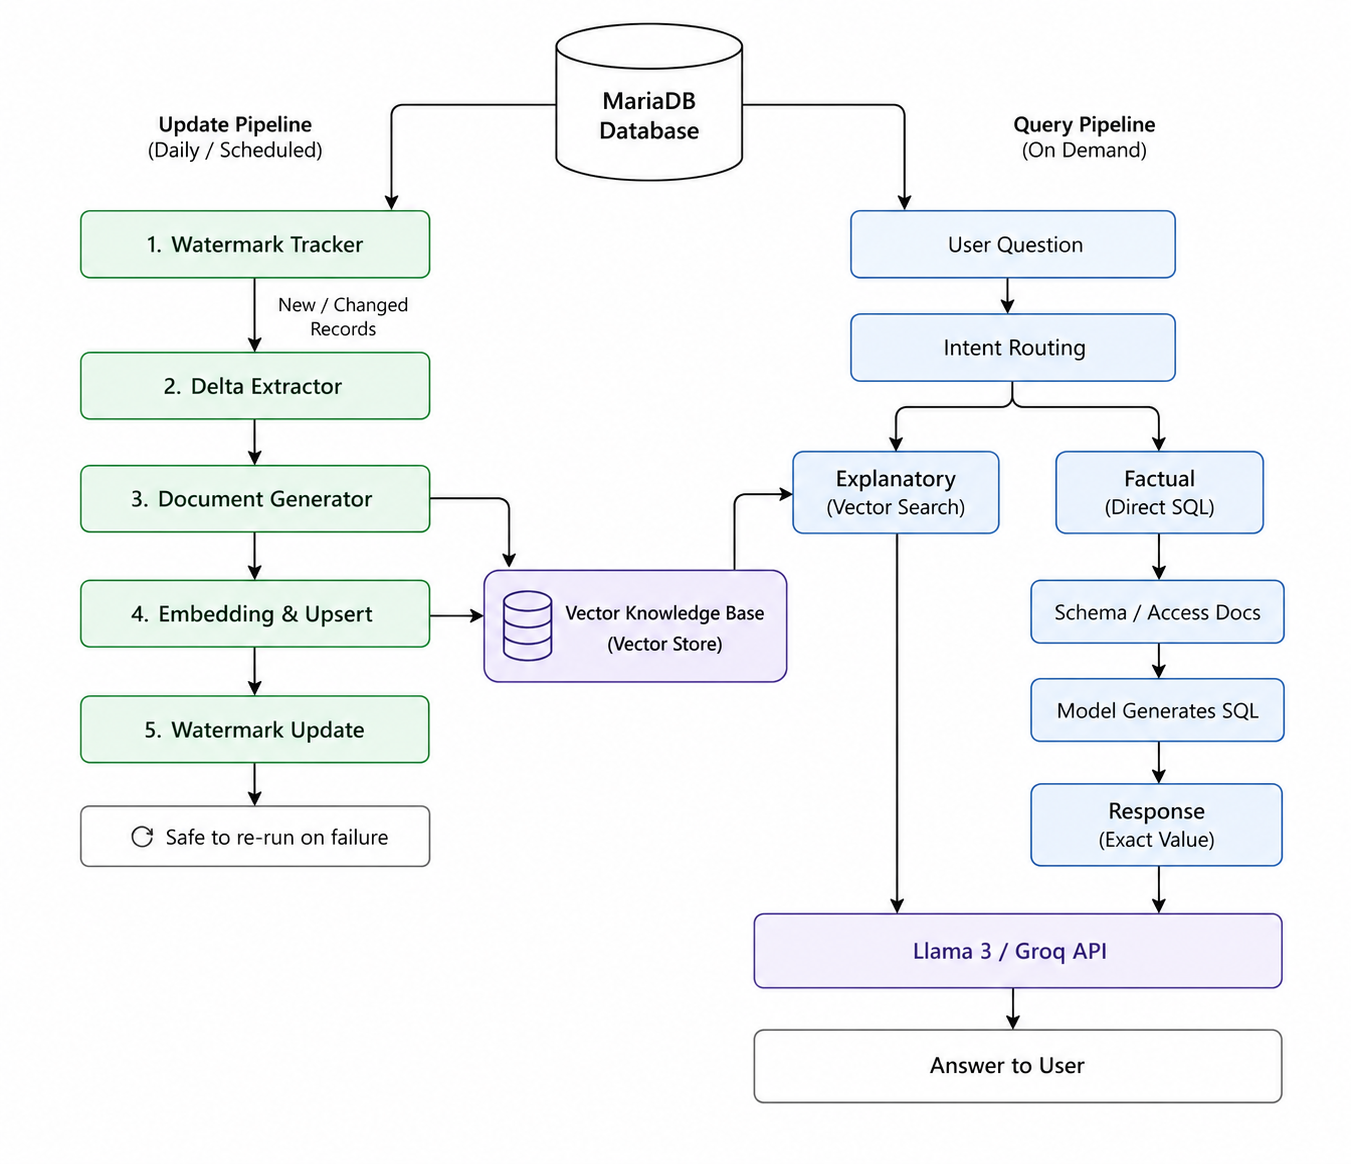 MariaDB
Database
Update Pipeline
(Daily / Scheduled)
Query Pipeline
(On Demand)
1. Watermark Tracker
New / Changed
Records
2. Delta Extractor
3. Document Generator
4. Embedding & Upsert
5. Watermark Update
Safe to re-run on failure
Vector Knowledge Base
(Vector Store)
User Question
Intent Routing
Explanatory
(Vector Search)
Factual
(Direct SQL)
Schema / Access Docs
Model Generates SQL
Response
(Exact Value)
Llama 3 / Groq API
Answer to User